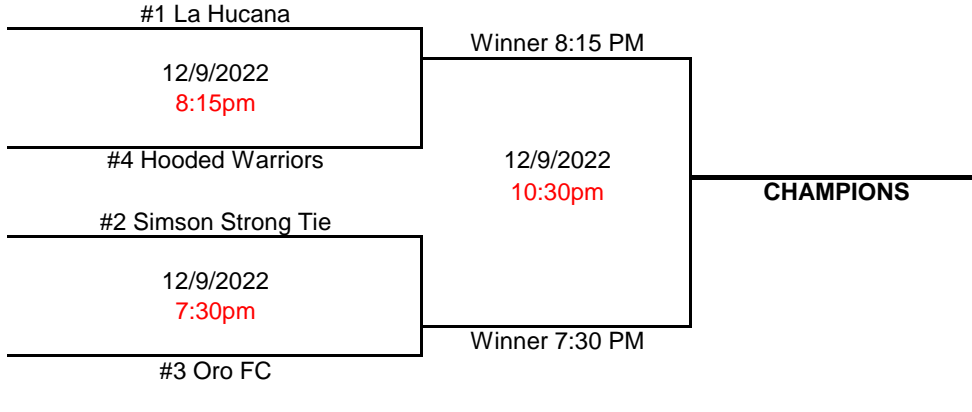 #1 La Hucana
Winner 8:15 PM
12/9/2022
8:15pm
#4 Hooded Warriors
12/9/2022
10:30pm
CHAMPIONS
#2 Simson Strong Tie
12/9/2022
7:30pm
Winner 7:30 PM
#3 Oro FC